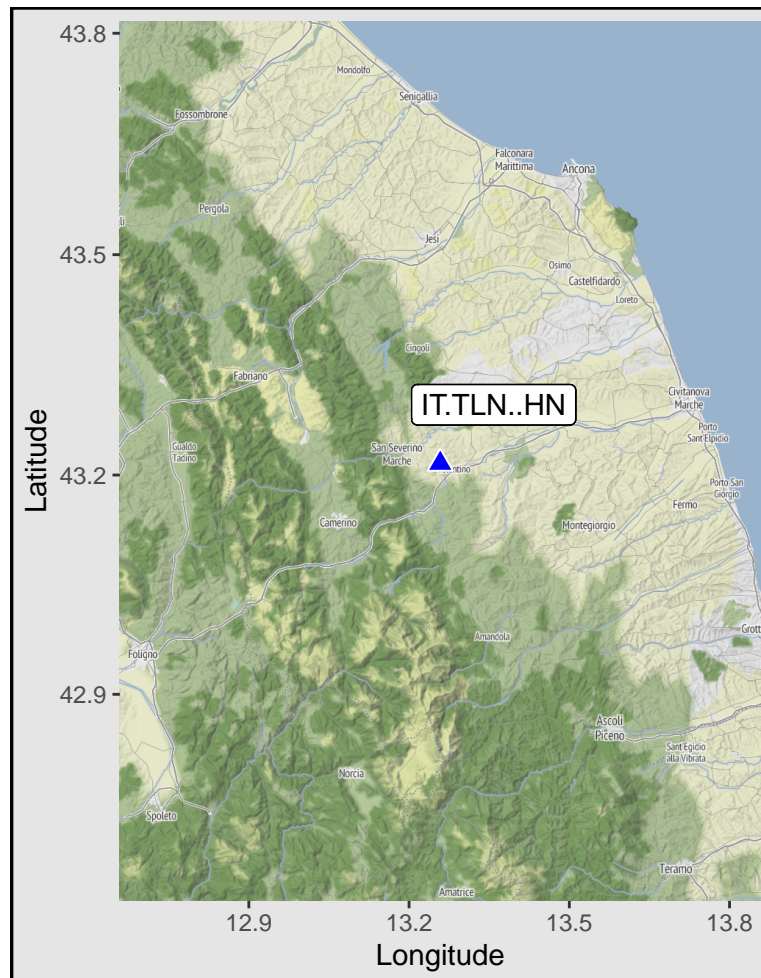 43.8
Mondolfo
Senigallia
Fossombrone
Falconara
Marittima
Ancona
Pergola
Jesi
43.5
Osimo
Castelfidardo
Loreto
Cingoli
Fabriano
IT.TLN..HN
Civitanova
Marche
Porto
Sant'Elpidio
Gualdo
Tadino
San Severino
Marche
43.2
Latitude
Porto San
Giorgio
Fermo
Camerino
Montegiorgio
Amandola
Grott
Foligno
42.9
Ascoli
Piceno
Sant'Egidio
alla Vibrata
Norcia
Spoleto
Teramo
Amatrice
12.9
13.2
13.5
13.8
Longitude